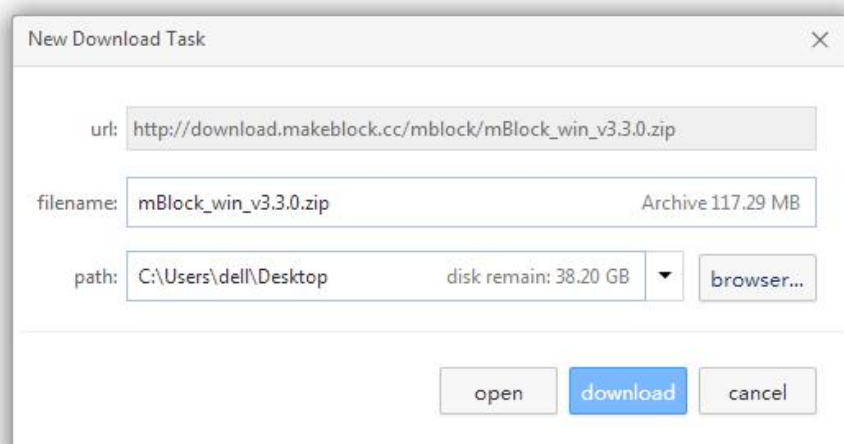 New Download Task
url: http://download.makeblock.cc/mblock/mBlock_win_v3.3.0.zip
filename: mBlock_win_v3.3.0.zip Archive 117.29 MB
path: C:\Users\dell\Desktop disk remain: 38.20 GB browser...
open download cancel